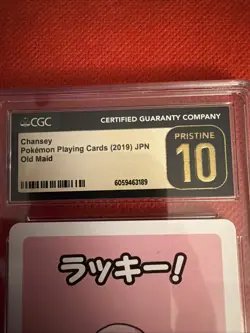 CGC
CERTIFIED GUARANTY COMPANY
Chansey
Pokémon Playing Cards (2019) JPN
Old Maid
6059463189
PRISTINE
10
ラッキー!